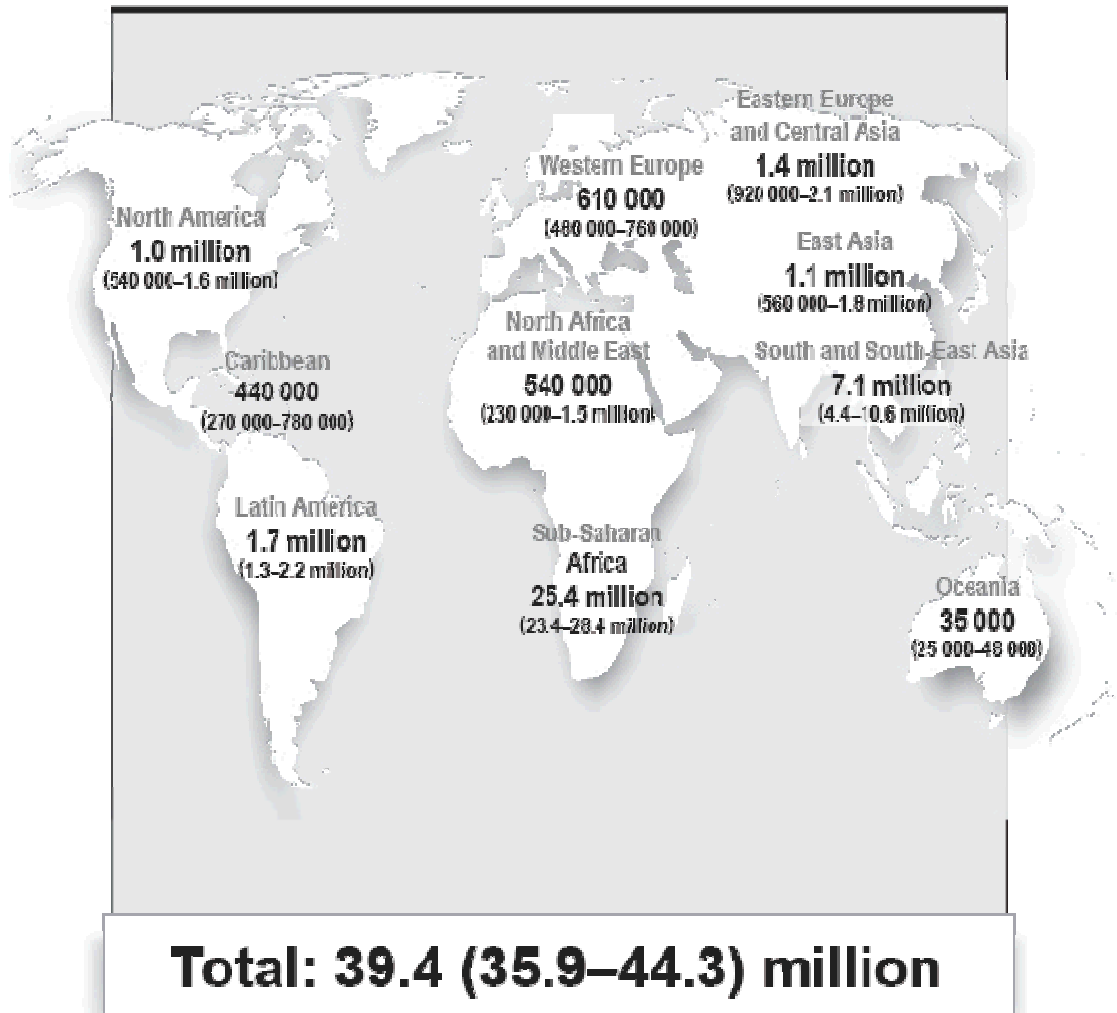 Eastern Europe
and Central Asia
1.4 million
(920 000–2.1 million)
Western Europe
610 000
(480 000–760 000)
North America
1.0 million
(540 000–1.6 million)
East Asia
1.1 million
(560 000–1.8 million)
North Africa
and Middle East
540 000
(230 000–1.5 million)
South and South-East Asia
7.1 million
(4.4–10.6 million)
Caribbean
440 000
(270 000–780 000)
Latin America
1.7 million
(1.3–2.2 million)
Sub-Saharan
Africa
25.4 million
(23.4–28.4 million)
Oceania
35 000
(25 000–48 000)
Total: 39.4 (35.9–44.3) million